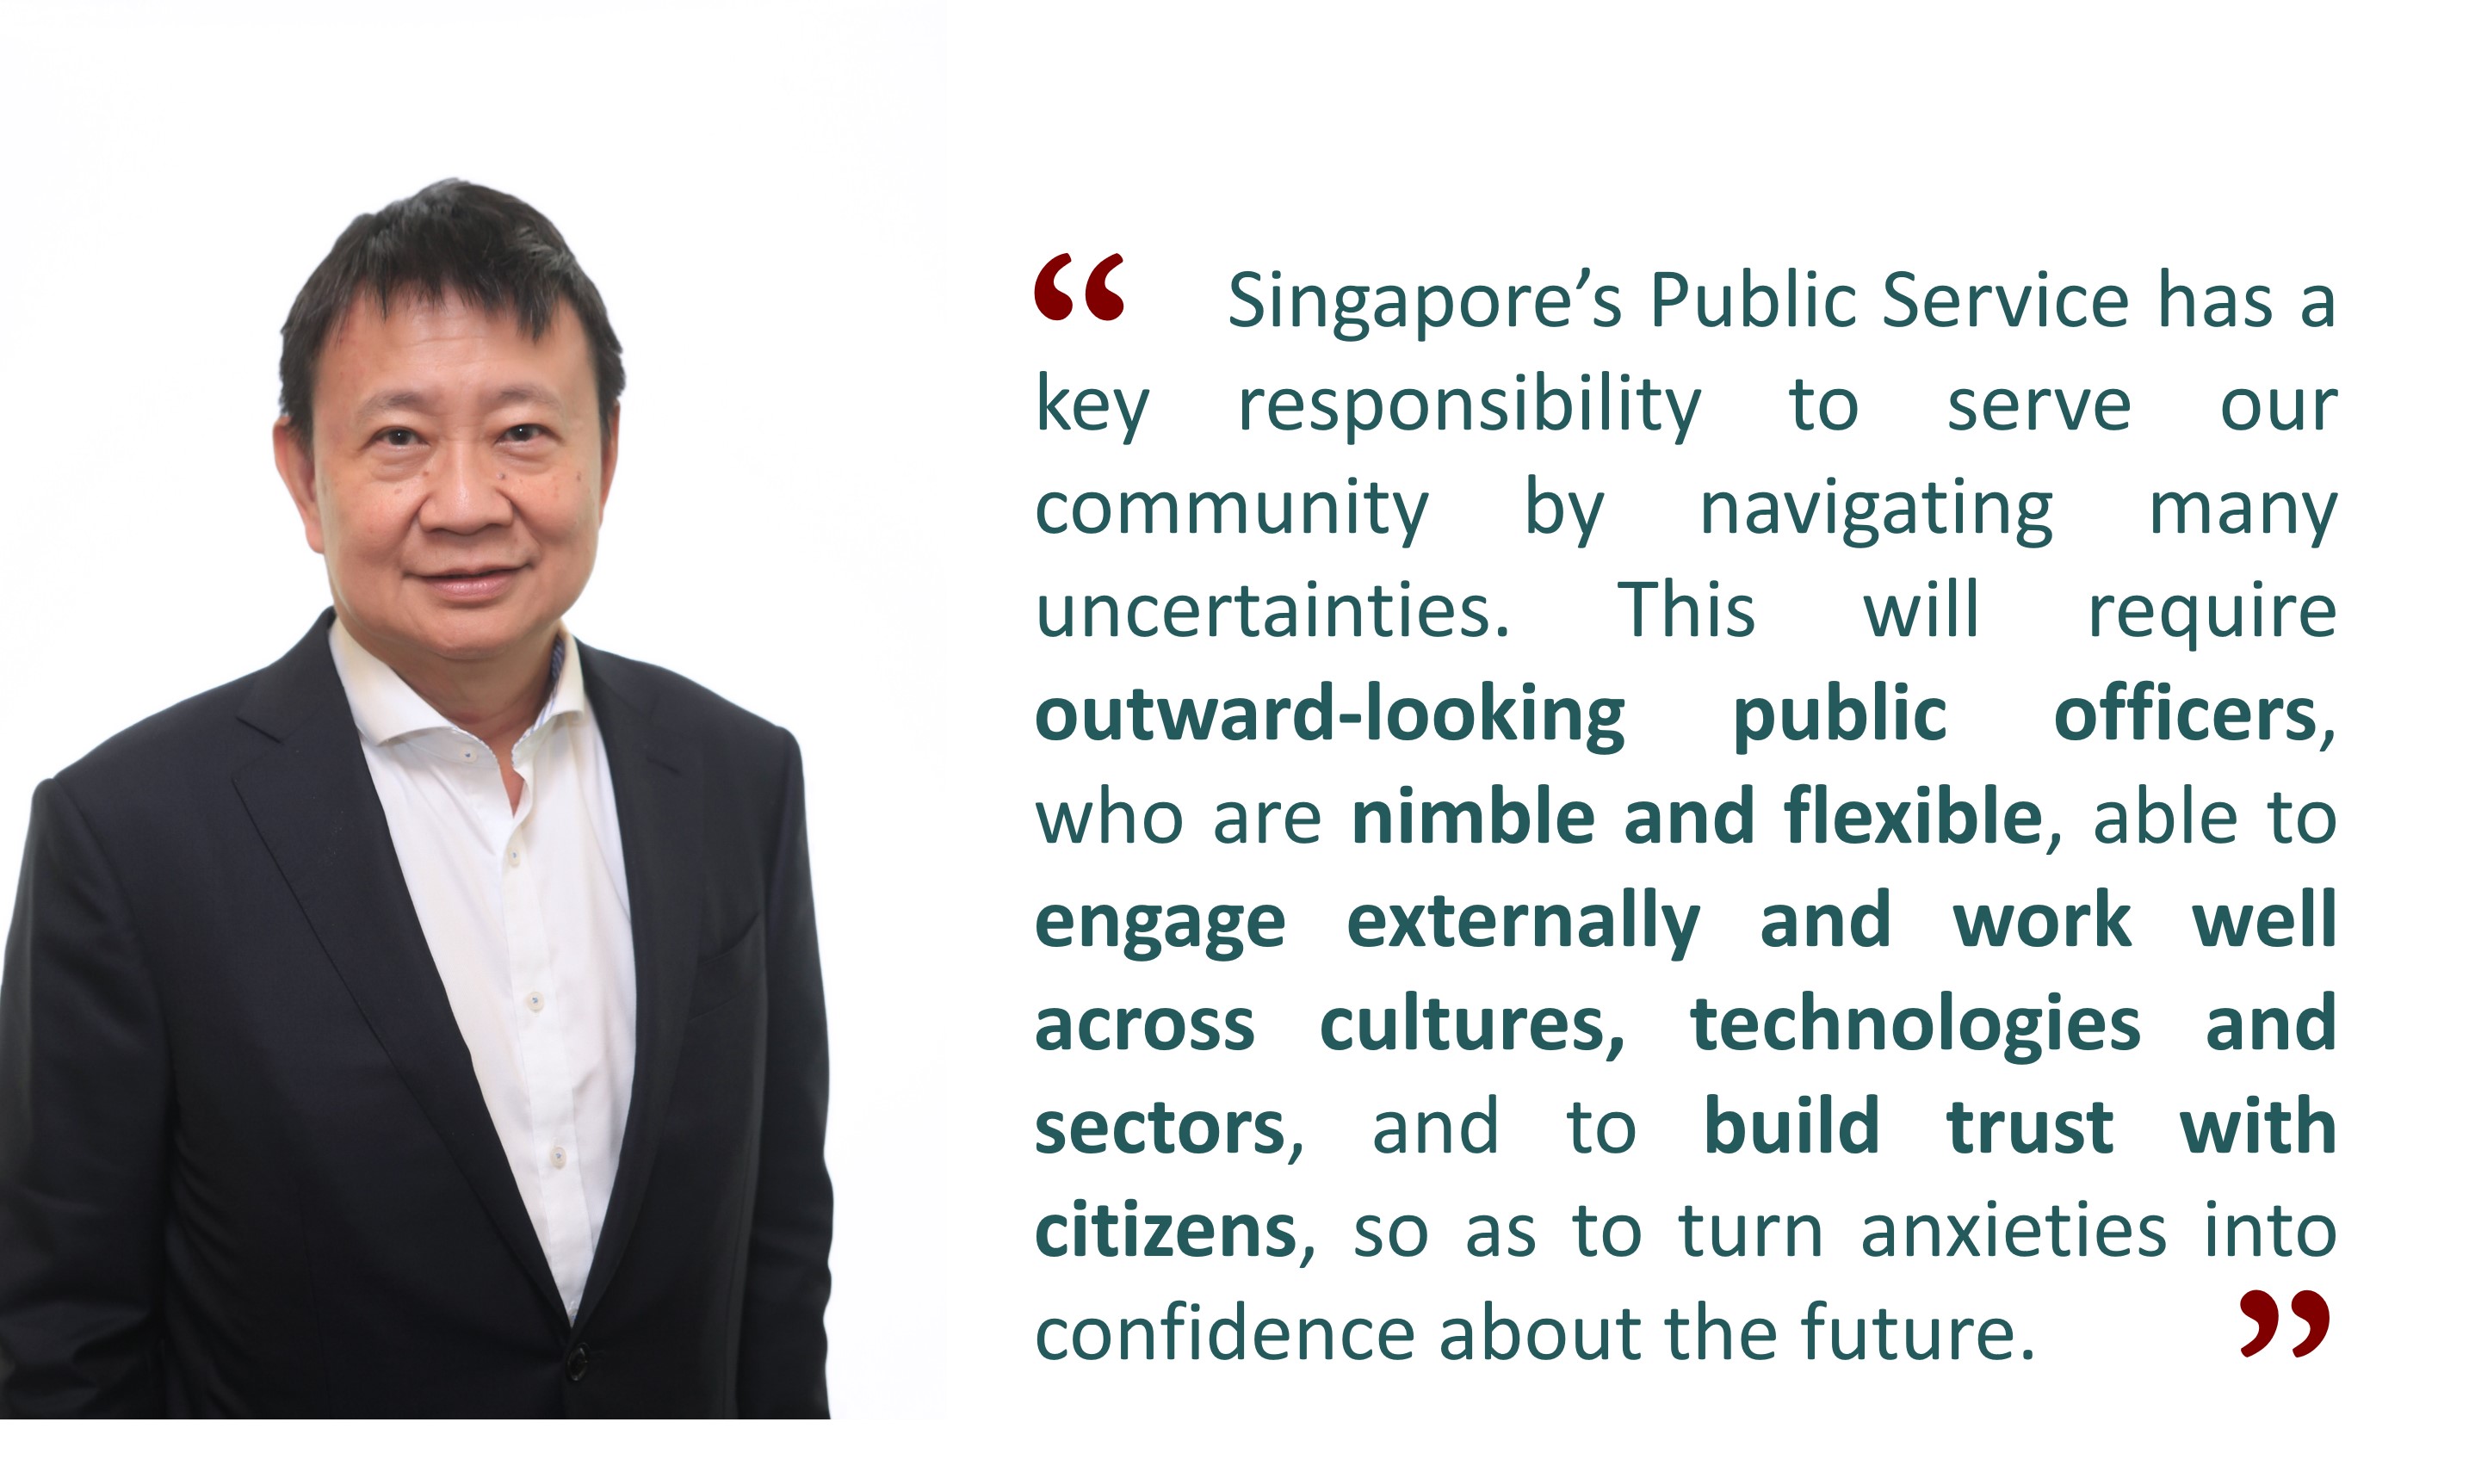 “ Singapore’s Public Service has a
key responsibility to serve our
community by navigating many
uncertainties. This will require
outward-looking public officers,
who are nimble and flexible, able to
engage externally and work well
across cultures, technologies and
sectors, and to build trust with
citizens, so as to turn anxieties into
confidence about the future. ”